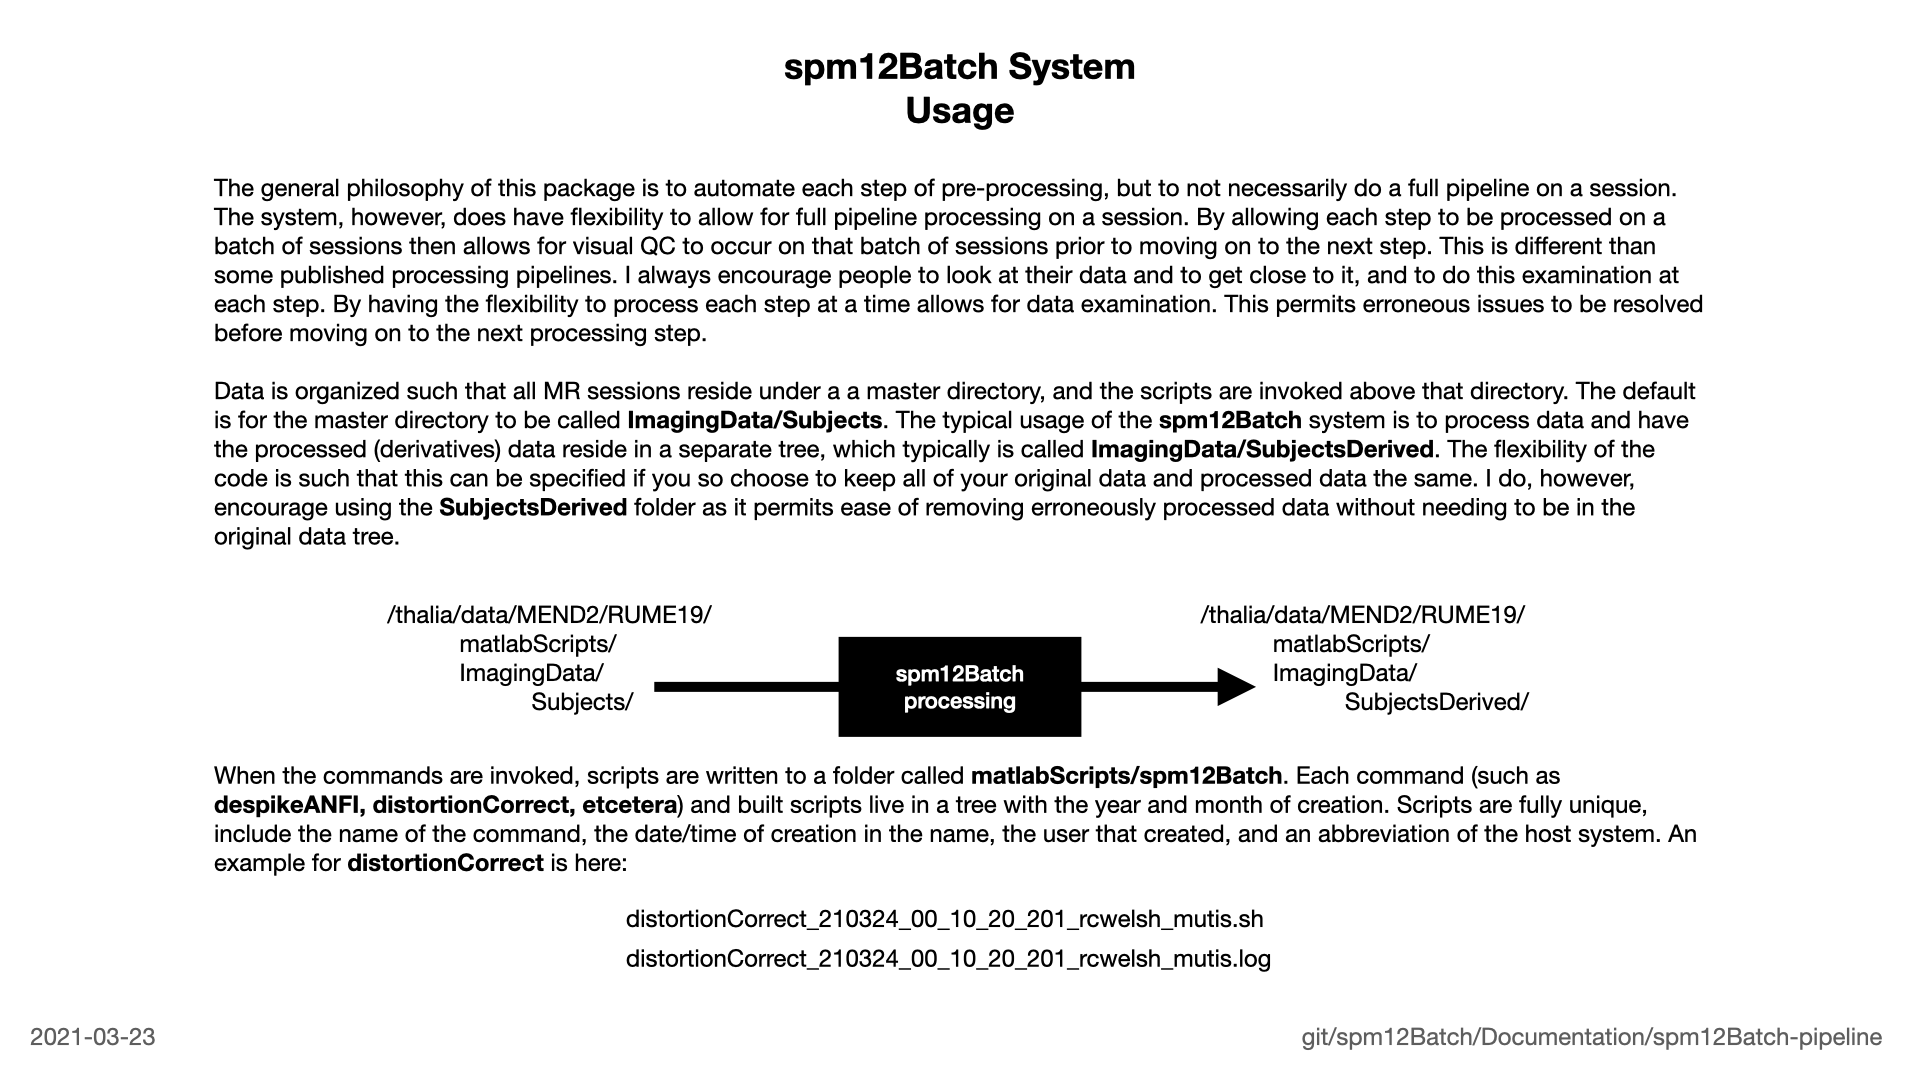 spm12Batch System
Usage
The general philosophy of this package is to automate each step of pre-processing, but to not necessarily do a full pipeline on a session.
The system, however, does have flexibility to allow for full pipeline processing on a session. By allowing each step to be processed on a
batch of sessions then allows for visual QC to occur on that batch of sessions prior to moving on to the next step. This is different than
some published processing pipelines. I always encourage people to look at their data and to get close to it, and to do this examination at
each step. By having the flexibility to process each step at a time allows for data examination. This permits erroneous issues to be resolved
before moving on to the next processing step.
Data is organized such that all MR sessions reside under a a master directory, and the scripts are invoked above that directory. The default
is for the master directory to be called ImagingData/Subjects. The typical usage of the spm12Batch system is to process data and have
the processed (derivatives) data reside in a separate tree, which typically is called ImagingData/SubjectsDerived. The flexibility of the
code is such that this can be specified if you so choose to keep all of your original data and processed data the same. I do, however,
encourage using the SubjectsDerived folder as it permits ease of removing erroneously processed data without needing to be in the
original data tree.
/thalia/data/MEND2/RUME19/
matlabScripts/
ImagingData/
Subjects/
spm12Batch
processing
/thalia/data/MEND2/RUME19/
matlabScripts/
ImagingData/
SubjectsDerived/
When the commands are invoked, scripts are written to a folder called matlabScripts/spm12Batch. Each command (such as
despikeANFI, distortionCorrect, etcetera) and built scripts live in a tree with the year and month of creation. Scripts are fully unique,
include the name of the command, the date/time of creation in the name, the user that created, and an abbreviation of the host system. An
example for distortionCorrect is here:
distortionCorrect_210324_00_10_20_201_rcwelsh_mutis.sh
distortionCorrect_210324_00_10_20_201_rcwelsh_mutis.log
2021-03-23
git/spm12Batch/Documentation/spm12Batch-pipeline